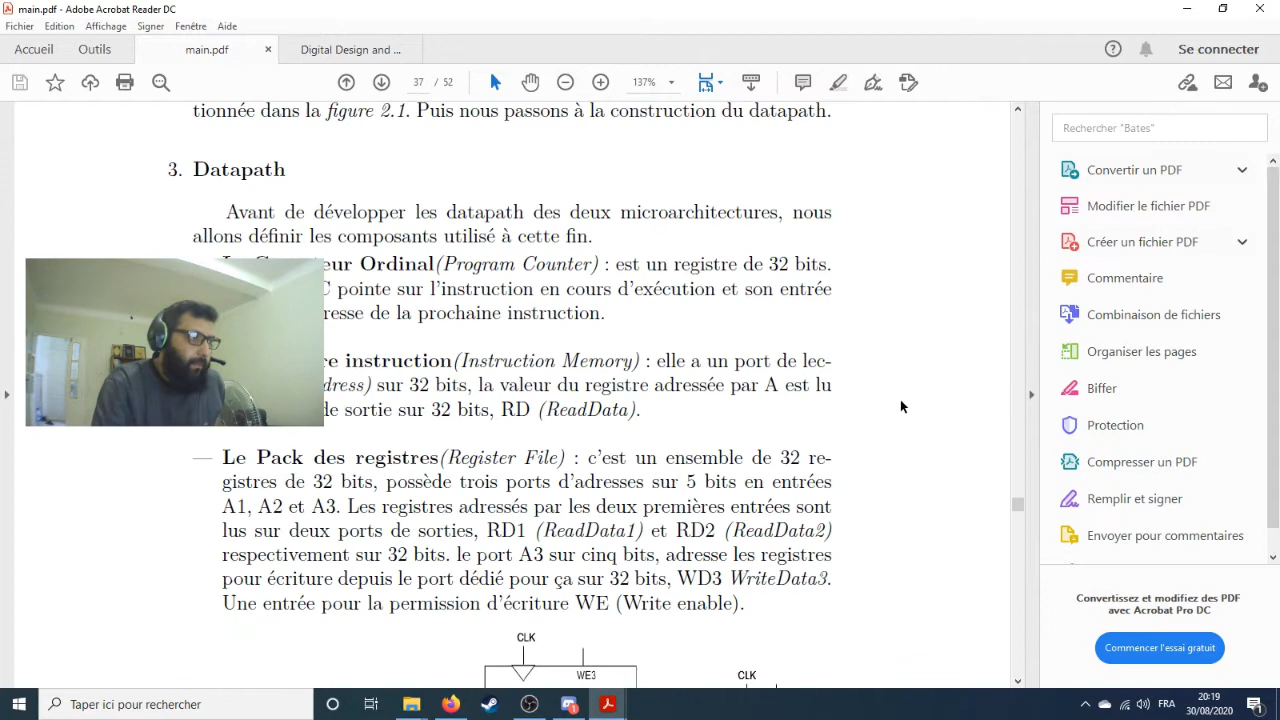 main.pdf - Adobe Acrobat Reader DC
Fichier Edition Affichage Signer Fenêtre Aide
Accueil Outils main.pdf × Digital Design and ... Se connecter
37 / 52 137%
tionnée dans la figure 2.1. Puis nous passons à la construction du datapath.
3. Datapath
Avant de développer les datapath des deux microarchitectures, nous
allons définir les composants utilisé à cette fin.
eur Ordinal(Program Counter) : est un registre de 32 bits.
C pointe sur l'instruction en cours d'exécution et son entrée
resse de la prochaine instruction.
re instruction(Instruction Memory) : elle a un port de lec-
dress) sur 32 bits, la valeur du registre adressée par A est lu
de sortie sur 32 bits, RD (ReadData).
— Le Pack des registres(Register File) : c'est un ensemble de 32 re-
gistres de 32 bits, possède trois ports d'adresses sur 5 bits en entrées
A1, A2 et A3. Les registres adressés par les deux premières entrées sont
lus sur deux ports de sorties, RD1 (ReadData1) et RD2 (ReadData2)
respectivement sur 32 bits. le port A3 sur cinq bits, adresse les registres
pour écriture depuis le port dédié pour ça sur 32 bits, WD3 WriteData3.
Une entrée pour la permission d'écriture WE (Write enable).
CLK
WE3
CLK
Rechercher "Bates"
Convertir un PDF
Modifier le fichier PDF
Créer un fichier PDF
Commentaire
Combinaison de fichiers
Organiser les pages
Biffer
Protection
Compresser un PDF
Remplir et signer
Envoyer pour commentaires
Convertissez et modifiez des PDF
avec Acrobat Pro DC
Commencer l'essai gratuit
Taper ici pour rechercher
FRA
20:19
30/08/2020